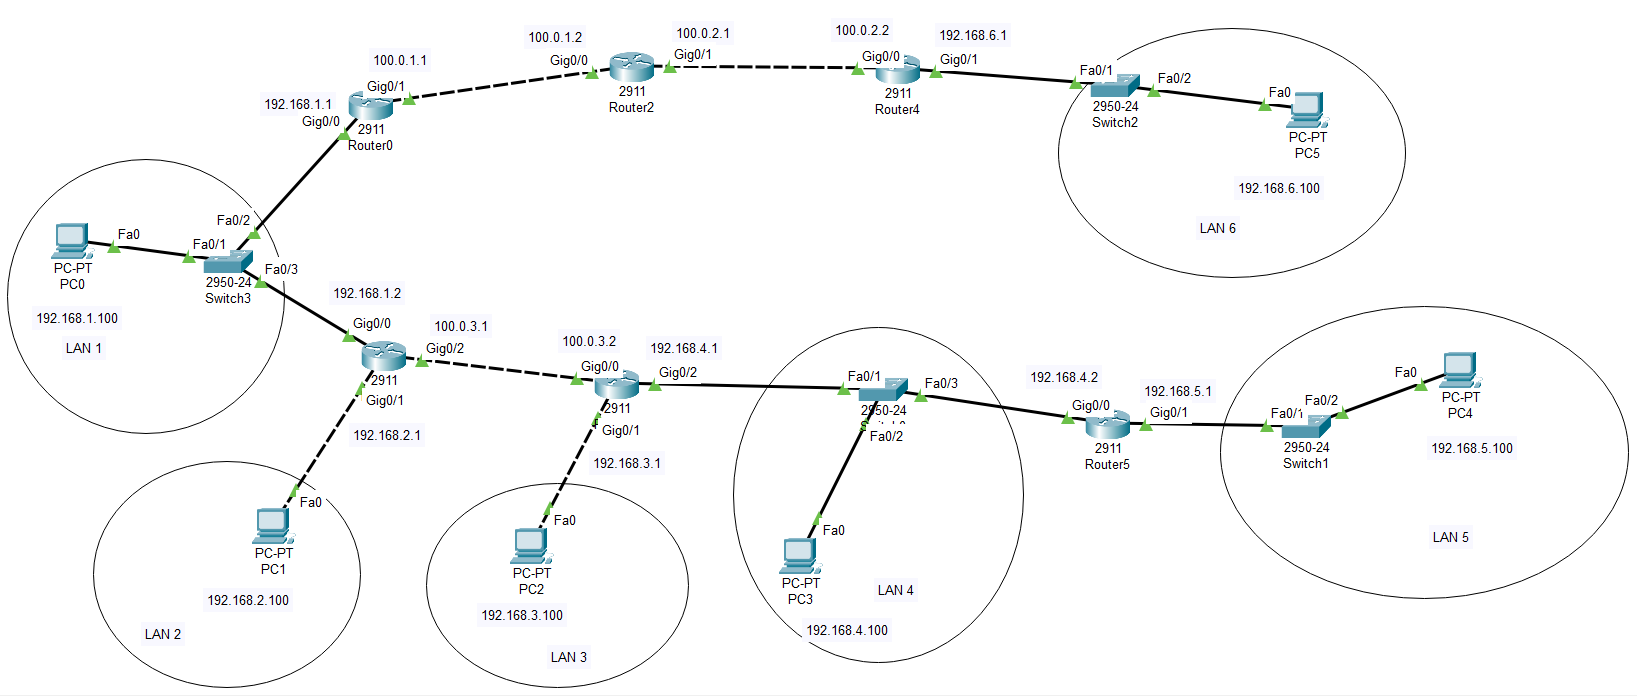 100.0.1.1
Gig0/1
192.168.1.1
Gig0/0
2911
Router0
100.0.1.2
Gig0/0
2911
Router2
100.0.2.1
Gig0/1
100.0.2.2
Gig0/0
2911
Router4
192.168.6.1
Gig0/1
Fa0/1
2950-24
Switch2
Fa0/2
Fa0
PC-PT
PC5
192.168.6.100
LAN 6
Fa0
PC-PT
PC0
192.168.1.100
LAN 1
Fa0/2
Fa0/1
2950-24
Switch3
Fa0/3
192.168.1.2
Gig0/0
2911
Gig0/1
100.0.3.1
Gig0/2
192.168.2.1
Fa0
PC-PT
PC1
192.168.2.100
LAN 2
100.0.3.2
Gig0/0
2911
Gig0/1
192.168.4.1
Gig0/2
192.168.3.1
Fa0
PC-PT
PC2
192.168.3.100
LAN 3
Fa0/1
2950-24
Fa0/2
Fa0/3
Fa0
PC-PT
PC3
LAN 4
192.168.4.100
192.168.4.2
Gig0/0
2911
Router5
192.168.5.1
Gig0/1
Fa0/1
2950-24
Switch1
Fa0/2
Fa0
PC-PT
PC4
192.168.5.100
LAN 5